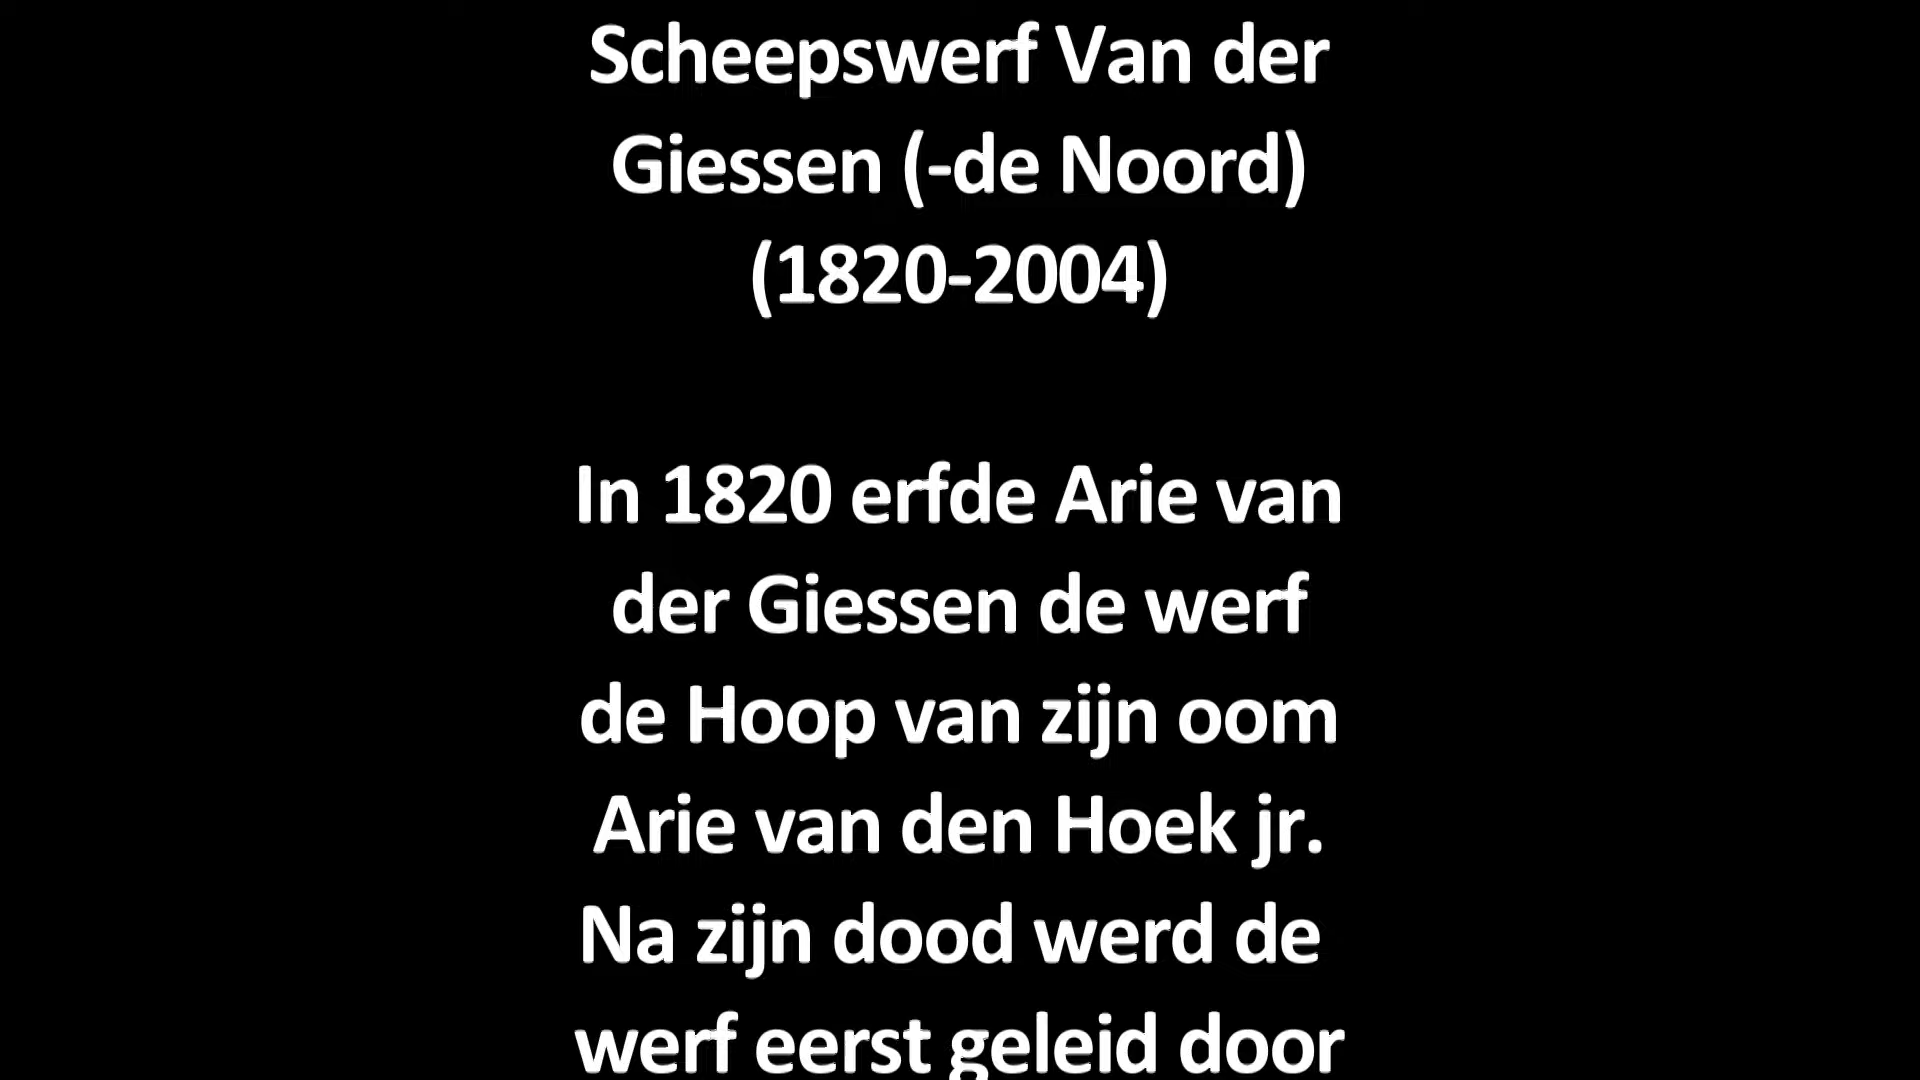 Scheepswerf Van der
Giessen (-de Noord)
(1820-2004)
In 1820 erfde Arie van
der Giessen de werf
de Hoop van zijn oom
Arie van den Hoek jr.
Na zijn dood werd de
werf eerst geleid door